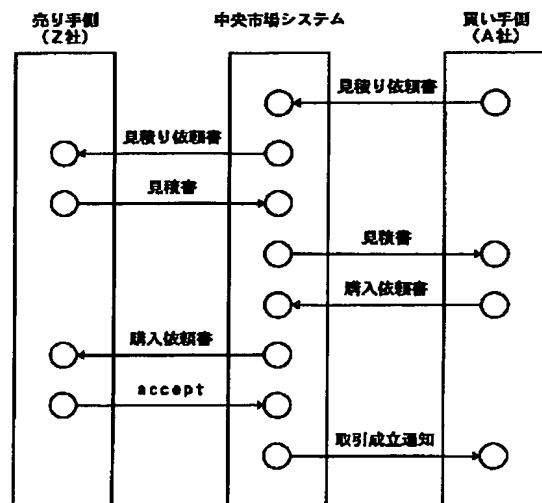 売り手側
(Z社)
中央市場システム
買い手側
(A社)
見積り依頼書
見積り依頼書
見積書
見積書
購入依頼書
購入依頼書
accept
取引成立通知